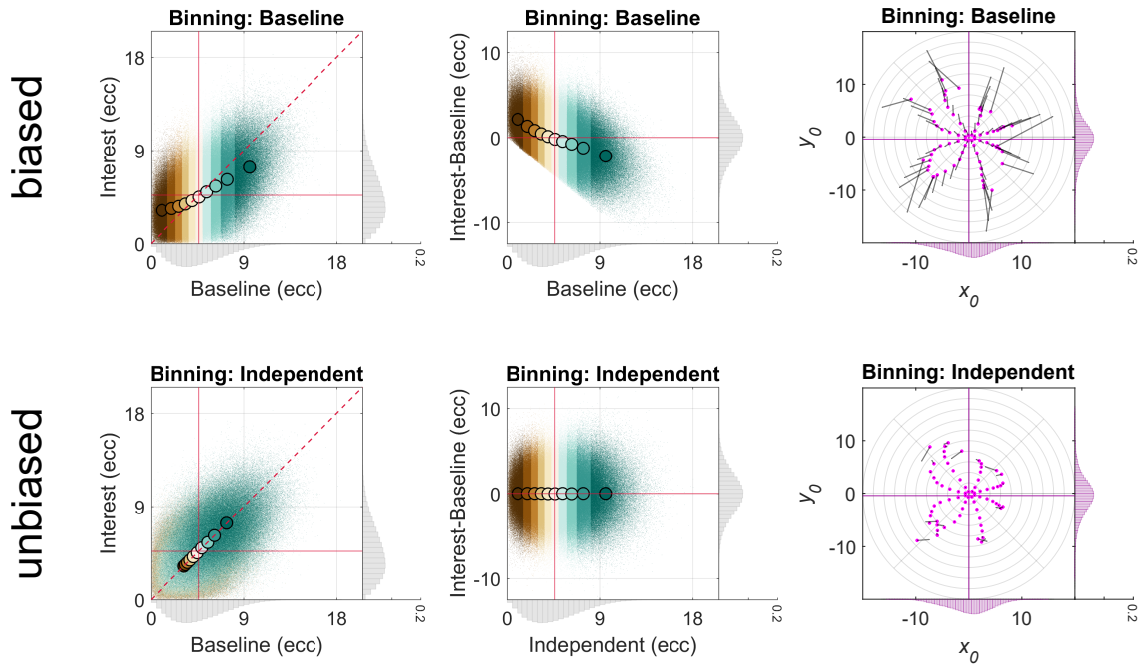 biased
Binning: Baseline
Interest (ecc)
18
9
0
0 9 18
0.2
Baseline (ecc)
Binning: Baseline
Interest-Baseline (ecc)
10
0
-10
0 9 18
0.2
Baseline (ecc)
Binning: Baseline
y0
10
0
-10
-10 10
0.2
x0
unbiased
Binning: Independent
Interest (ecc)
18
9
0
0 9 18
0.2
Baseline (ecc)
Binning: Independent
Interest-Baseline (ecc)
10
0
-10
0 9 18
0.2
Independent (ecc)
Binning: Independent
y0
10
0
-10
-10 10
0.2
x0